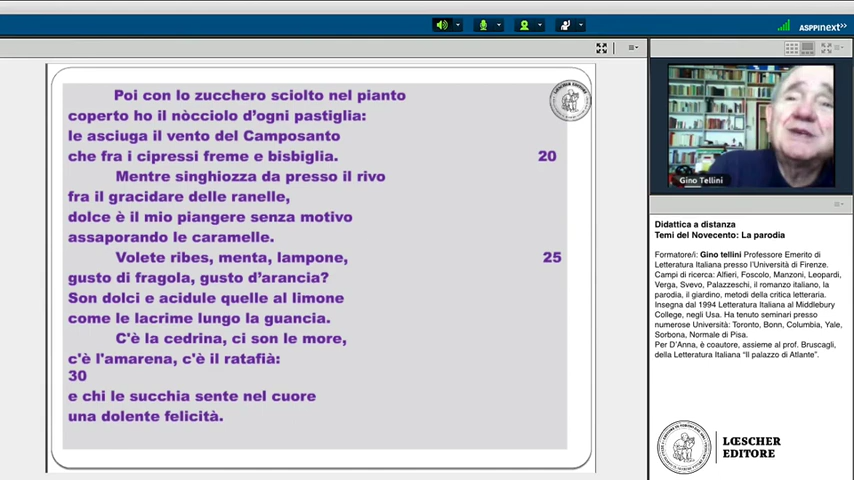 ASPPInext>>
Poi con lo zucchero sciolto nel pianto
coperto ho il nòcciolo d'ogni pastiglia:
le asciuga il vento del Camposanto
che fra i cipressi freme e bisbiglia. 20
Mentre singhiozza da presso il rivo
fra il gracidare delle ranelle,
dolce è il mio piangere senza motivo
assaporando le caramelle.
Volete ribes, menta, lampone, 25
gusto di fragola, gusto d'arancia?
Son dolci e acidule quelle al limone
come le lacrime lungo la guancia.
C'è la cedrina, ci son le more,
c'è l'amarena, c'è il ratafià:
30
e chi le succhia sente nel cuore
una dolente felicità.
LOESCHER EDITORE
Gino Tellini
Didattica a distanza
Temi del Novecento: La parodia
Formatore/i: Gino tellini Professore Emerito di
Letteratura Italiana presso l'Università di Firenze.
Campi di ricerca: Alfieri, Foscolo, Manzoni, Leopardi,
Verga, Svevo, Palazzeschi, il romanzo italiano, la
parodia, il giardino, metodi della critica letteraria.
Insegna dal 1994 Letteratura Italiana al Middlebury
College, negli Usa. Ha tenuto seminari presso
numerose Università: Toronto, Bonn, Columbia, Yale,
Sorbona, Normale di Pisa.
Per D'Anna, è coautore, assieme al prof. Bruscagli,
della Letteratura Italiana "Il palazzo di Atlante".
LŒSCHER
EDITORE